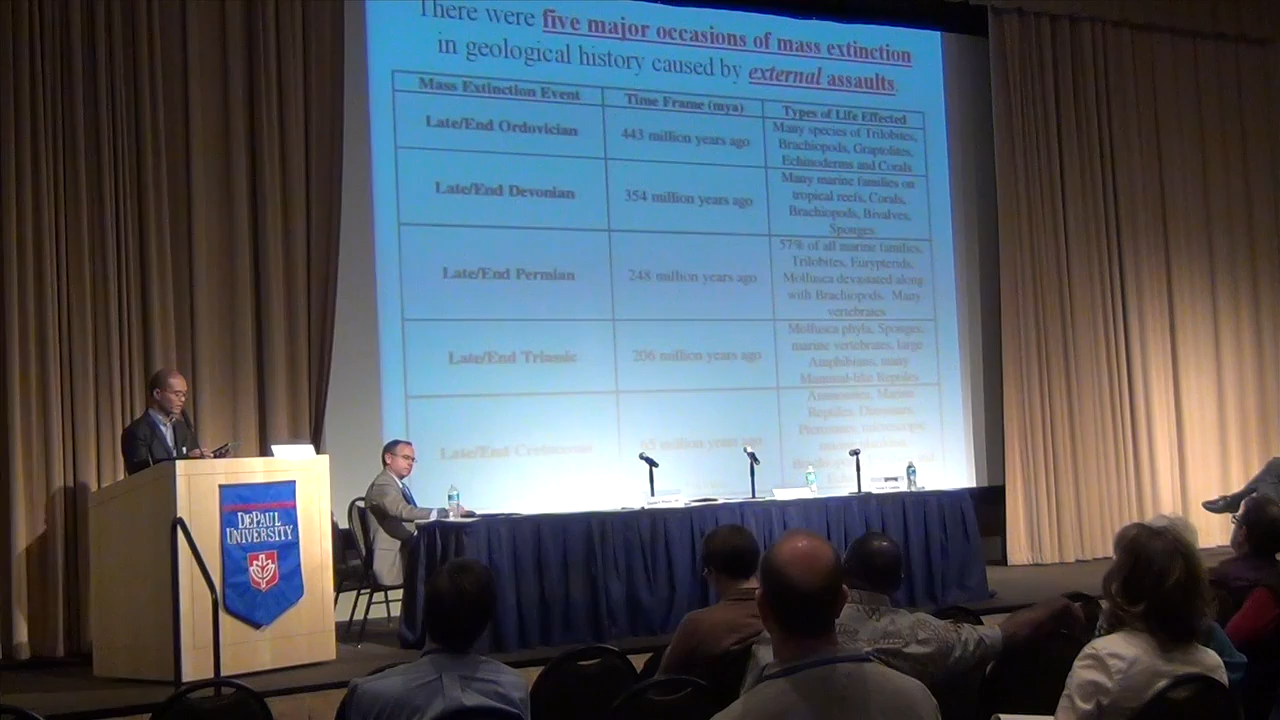 There were five major occasions of mass extinction
in geological history caused by external assaults.
Mass Extinction Event
Time Frame (mya)
Types of Life Effected
Late/End Ordovician
443 million years ago
Many species of Trilobites,
Brachiopods, Graptolites,
Echinoderms and Corals
Late/End Devonian
354 million years ago
Many marine families on
tropical reefs, Corals,
Brachiopods, Bivalves,
Sponges
Late/End Permian
248 million years ago
57% of all marine families,
Trilobites, Eurypterids,
Mollusca devastated along
with Brachiopods. Many
vertebrates
Late/End Triassic
206 million years ago
Mollusca phyla, Sponges,
marine vertebrates, large
Amphibians, many
Mammal-like Reptiles
Late/End Cretaceous
65 million years ago
Ammonites, Marine
Reptiles, Dinosaurs,
Pterosaurs, microscopic
marine plankton,
DEPAUL
UNIVERSITY